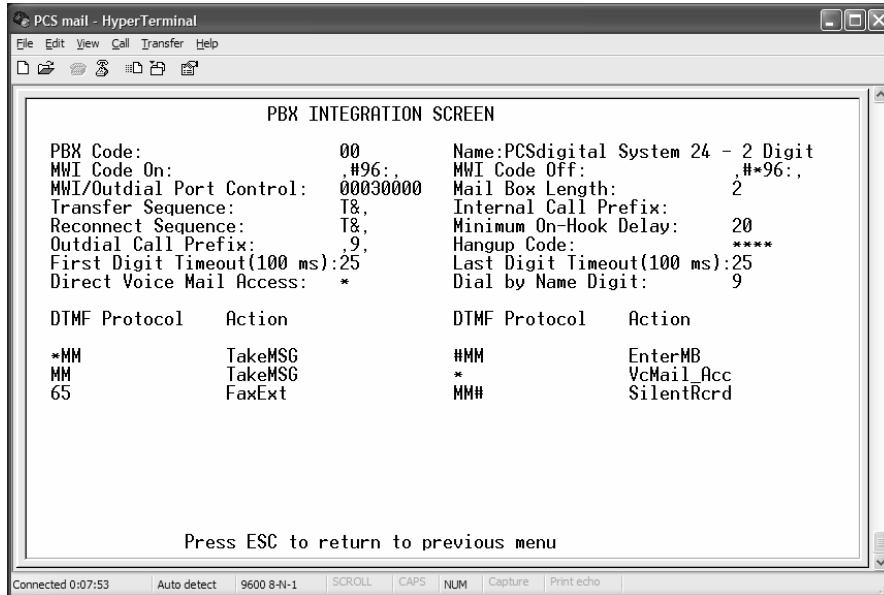 PCS mail - HyperTerminal
File Edit View Call Transfer Help
PBX INTEGRATION SCREEN
PBX Code: 00 Name:PCSdigital System 24 - 2 Digit
MWI Code On: ,#96:, MWI Code Off: ,#*96:,
MWI/Outdial Port Control: 00030000 Mail Box Length: 2
Transfer Sequence: T&, Internal Call Prefix:
Reconnect Sequence: T&, Minimum On-Hook Delay: 20
Outdial Call Prefix: ,9, Hangup Code: ****
First Digit Timeout(100 ms):25 Last Digit Timeout(100 ms):25
Direct Voice Mail Access: * Dial by Name Digit: 9
DTMF Protocol Action DTMF Protocol Action
*MM TakeMSG #MM EnterMB
MM TakeMSG * VcMail_Acc
65 FaxExt MM# SilentRcrd
Press ESC to return to previous menu
Connected 0:07:53 Auto detect 9600 8-N-1 SCROLL CAPS NUM Capture Print echo